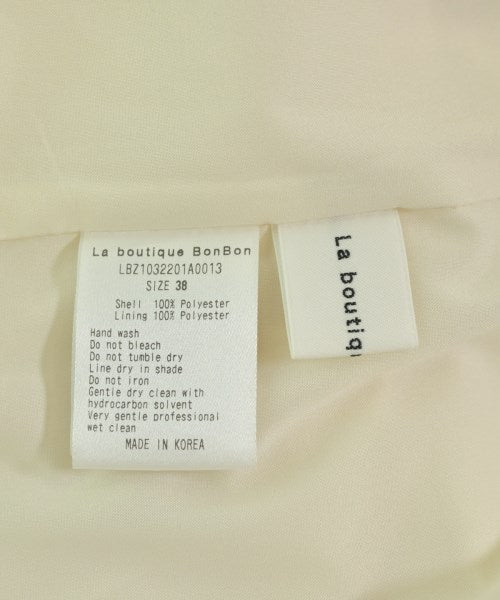 La boutique BonBon
LBZ1032201A0013
SIZE 38
Shell 100% Polyester
Lining 100% Polyester
Hand wash
Do not bleach
Do not tumble dry
Line dry in shade
Do not iron
Gentle dry clean with
hydrocarbon solvent
Very gentle professional
wet clean
MADE IN KOREA
La boutiq